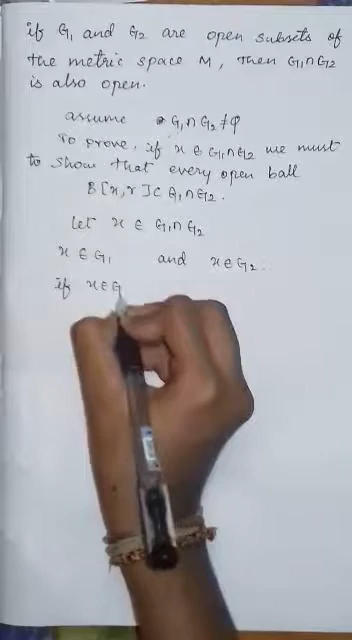 if G₁ and G₂ are open subsets of
the metric space M, then G₁∩G₂
is also open.
assume G₁∩G₂ ≠ φ
To prove, if x ∈ G₁∩G₂ we must
to show that every open ball
B[x,r] ⊂ G₁∩G₂.
Let x ∈ G₁∩G₂
x ∈ G₁ and x ∈ G₂.
if x ∈ G